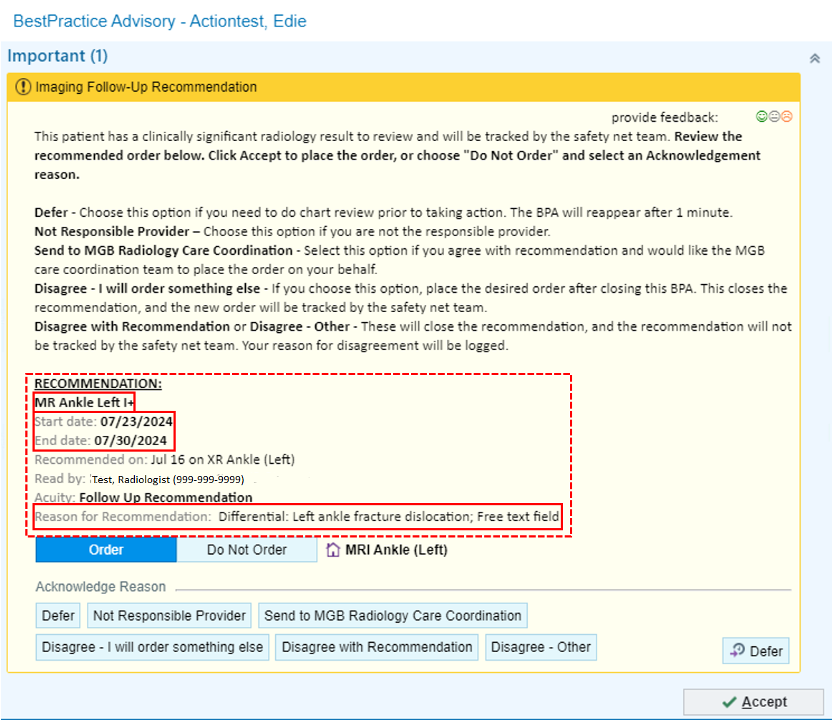 BestPractice Advisory - Actiontest, Edie
Important (1)
Imaging Follow-Up Recommendation
provide feedback:
This patient has a clinically significant radiology result to review and will be tracked by the safety net team. Review the
recommended order below. Click Accept to place the order, or choose "Do Not Order" and select an Acknowledgement
reason.
Defer - Choose this option if you need to do chart review prior to taking action. The BPA will reappear after 1 minute.
Not Responsible Provider – Choose this option if you are not the responsible provider.
Send to MGB Radiology Care Coordination - Select this option if you agree with recommendation and would like the MGB
care coordination team to place the order on your behalf.
Disagree - I will order something else - If you choose this option, place the desired order after closing this BPA. This closes the
recommendation, and the new order will be tracked by the safety net team.
Disagree with Recommendation or Disagree - Other - These will close the recommendation, and the recommendation will not
be tracked by the safety net team. Your reason for disagreement will be logged.
RECOMMENDATION:
MR Ankle Left I+
Start date: 07/23/2024
End date: 07/30/2024
Recommended on: Jul 16 on XR Ankle (Left)
Read by: Test, Radiologist (999-999-9999)
Acuity: Follow Up Recommendation
Reason for Recommendation: Differential: Left ankle fracture dislocation; Free text field
Order Do Not Order MRI Ankle (Left)
Acknowledge Reason
Defer Not Responsible Provider Send to MGB Radiology Care Coordination
Disagree - I will order something else Disagree with Recommendation Disagree - Other Defer
Accept